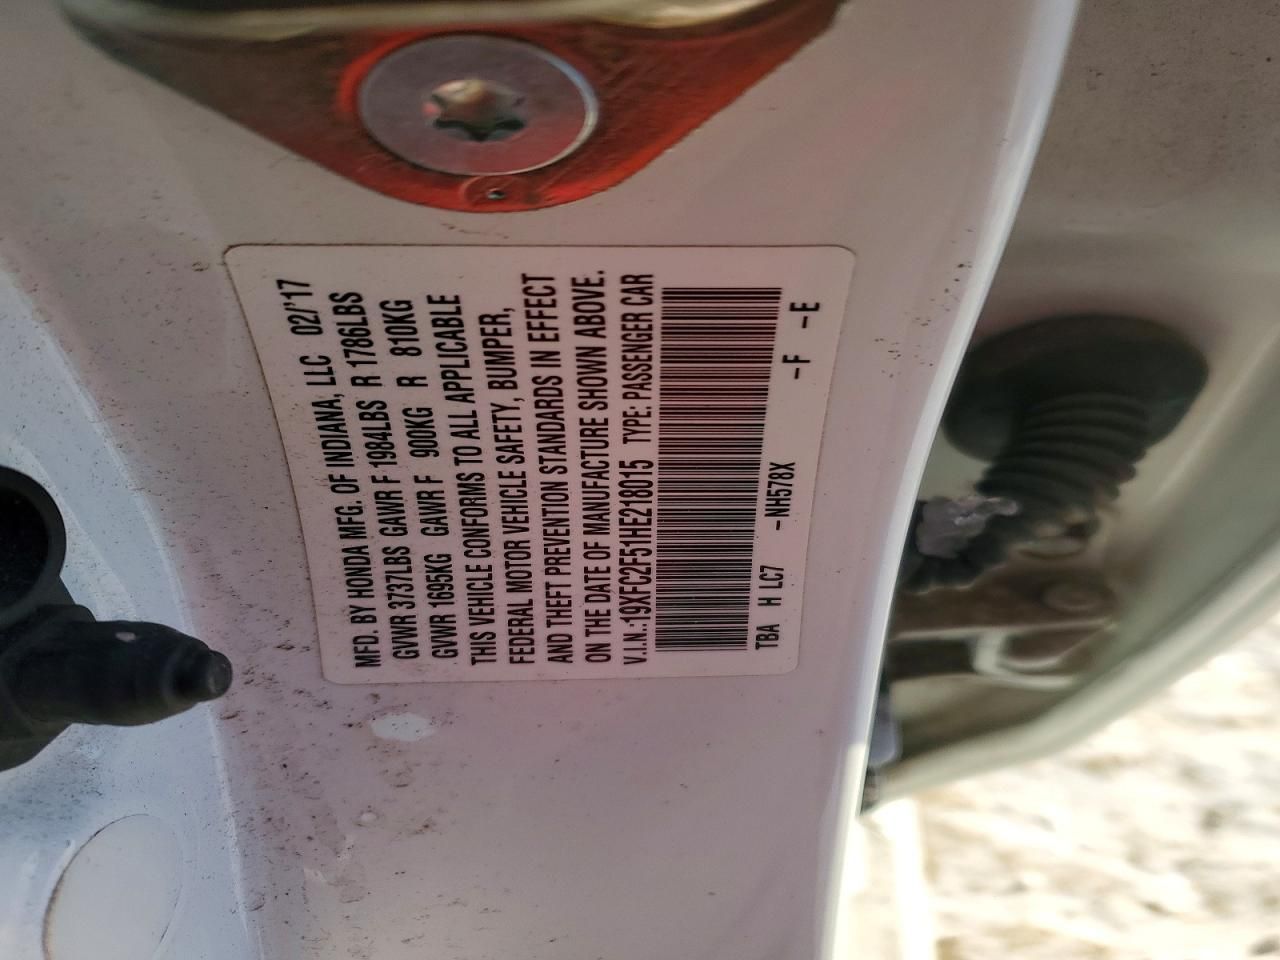 MFD. BY HONDA MFG. OF INDIANA, LLC 02/'17
GVWR 3737LBS GAWR F 1984LBS R 1786LBS
GVWR 1695KG GAWR F 900KG R 810KG
THIS VEHICLE CONFORMS TO ALL APPLICABLE
FEDERAL MOTOR VEHICLE SAFETY, BUMPER,
AND THEFT PREVENTION STANDARDS IN EFFECT
ON THE DATE OF MANUFACTURE SHOWN ABOVE.
V.I.N.:19XFC2F51HE218015 TYPE: PASSENGER CAR
TBA H LC7 -NH578X -F -E